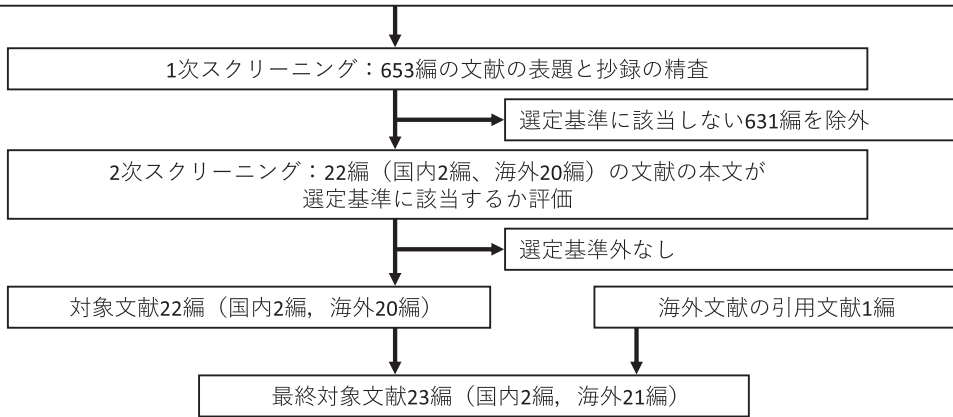 1次スクリーニング：653編の文献の表題と抄録の精査
選定基準に該当しない631編を除外
2次スクリーニング：22編（国内2編、海外20編）の文献の本文が
選定基準に該当するか評価
選定基準外なし
対象文献22編（国内2編，海外20編）
海外文献の引用文献1編
最終対象文献23編（国内2編，海外21編）